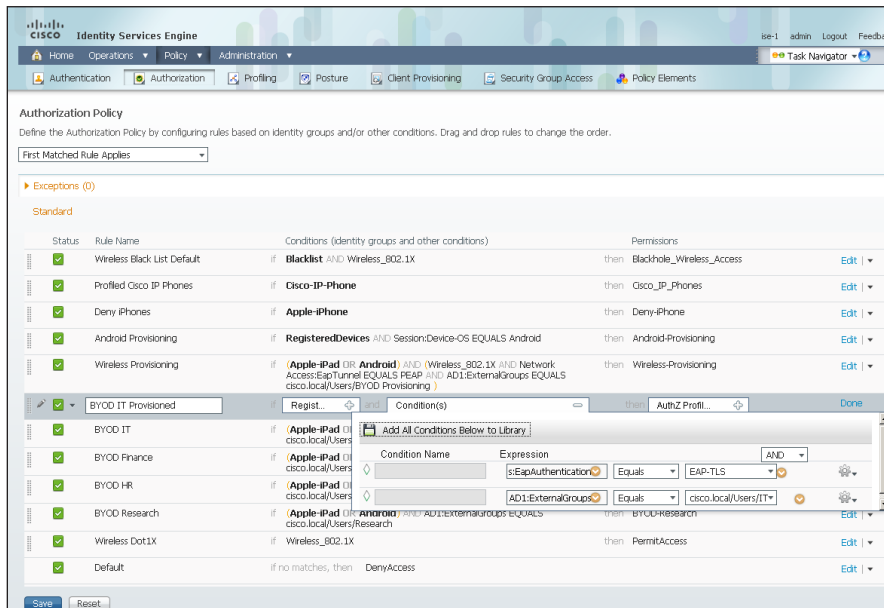 cisco Identity Services Engine
ise-1 admin Logout Feedba
Home Operations Policy Administration
Task Navigator
Authentication Authorization Profiling Posture Client Provisioning Security Group Access Policy Elements
Authorization Policy
Define the Authorization Policy by configuring rules based on identity groups and/or other conditions. Drag and drop rules to change the order.
First Matched Rule Applies
Exceptions (0)
Standard
Status Rule Name Conditions (identity groups and other conditions) Permissions
Wireless Black List Default if Blacklist AND Wireless_802.1X then Blackhole_Wireless_Access Edit |
Profiled Cisco IP Phones if Cisco-IP-Phone then Cisco_IP_Phones Edit |
Deny iPhones if Apple-iPhone then Deny-iPhone Edit |
Android Provisioning if RegisteredDevices AND Session:Device-OS EQUALS Android then Android-Provisioning Edit |
Wireless Provisioning if (Apple-iPad OR Android) AND (Wireless_802.1X AND Network then Wireless-Provisioning Edit |
Access:EapTunnel EQUALS PEAP AND AD1:ExternalGroups EQUALS
cisco.local/Users/BYOD Provisioning )
BYOD IT Provisioned if Regist... and Condition(s) then AuthZ Profil... Done
BYOD IT if (Apple-iPad OR
cisco.local/Users
Add All Conditions Below to Library
Condition Name Expression AND
BYOD Finance if (Apple-iPad OR
cisco.local/Users
s:EapAuthentication Equals EAP-TLS
BYOD HR if (Apple-iPad OR
cisco.local/Users
AD1:ExternalGroups Equals cisco.local/Users/IT
BYOD Research if (Apple-iPad OR Android) AND AD1:ExternalGroups EQUALS then BYOD-Research Edit |
cisco.local/Users/Research
Wireless Dot1X if Wireless_802.1X then PermitAccess Edit |
Default if no matches, then DenyAccess Edit |
Save Reset